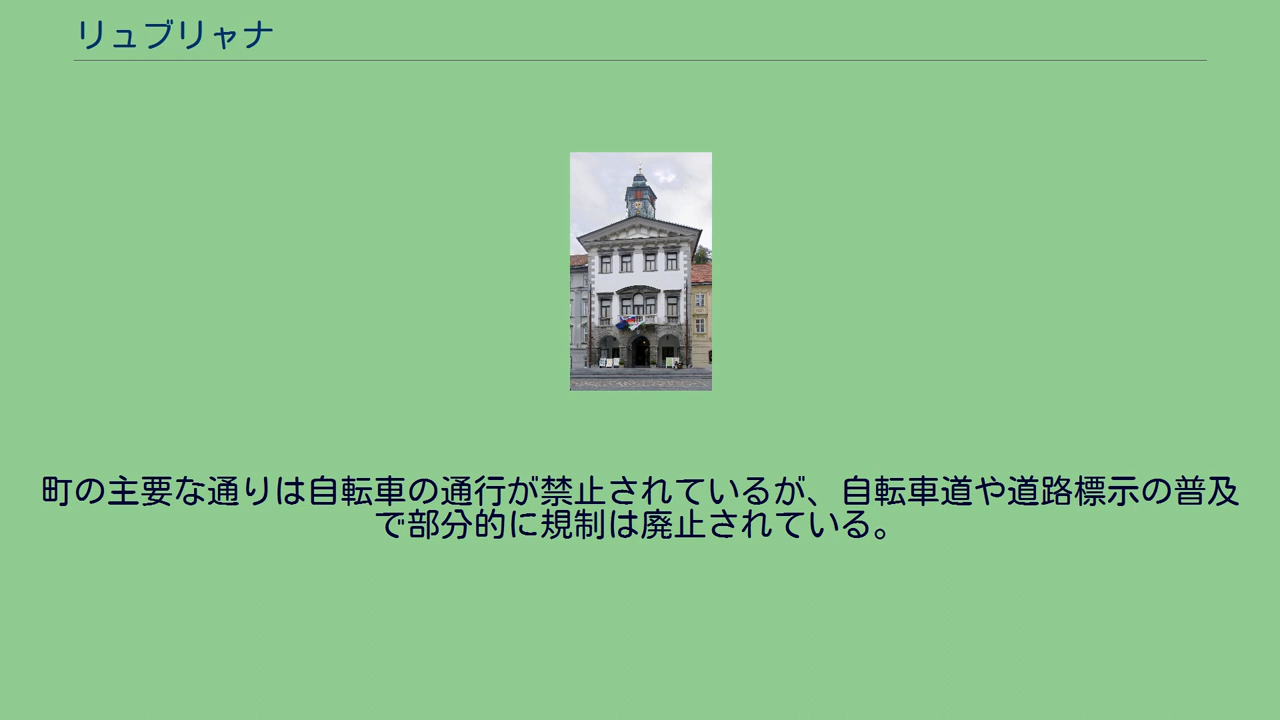 リュブリャナ
町の主要な通りは自転車の通行が禁止されているが、自転車道や道路標示の普及
で部分的に規制は廃止されている。